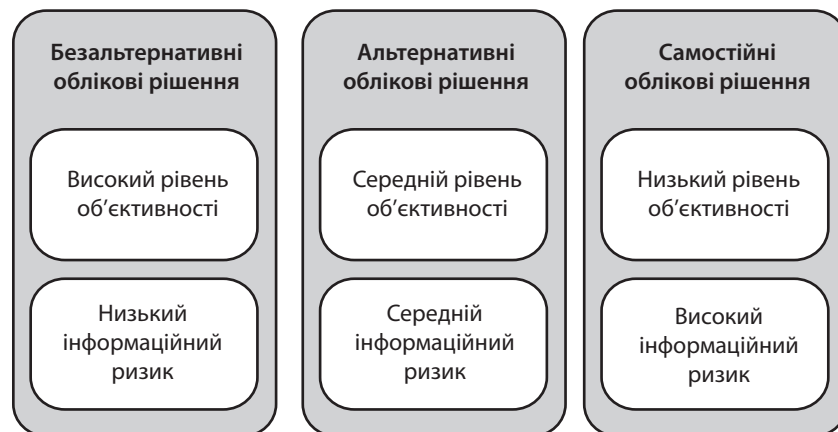 Безальтернативні
облікові рішення
Високий рівень
об’єктивності
Низький
інформаційний
ризик
Альтернативні
облікові рішення
Середній рівень
об’єктивності
Середній
інформаційний
ризик
Самостійні
облікові рішення
Низький рівень
об’єктивності
Високий
інформаційний
ризик